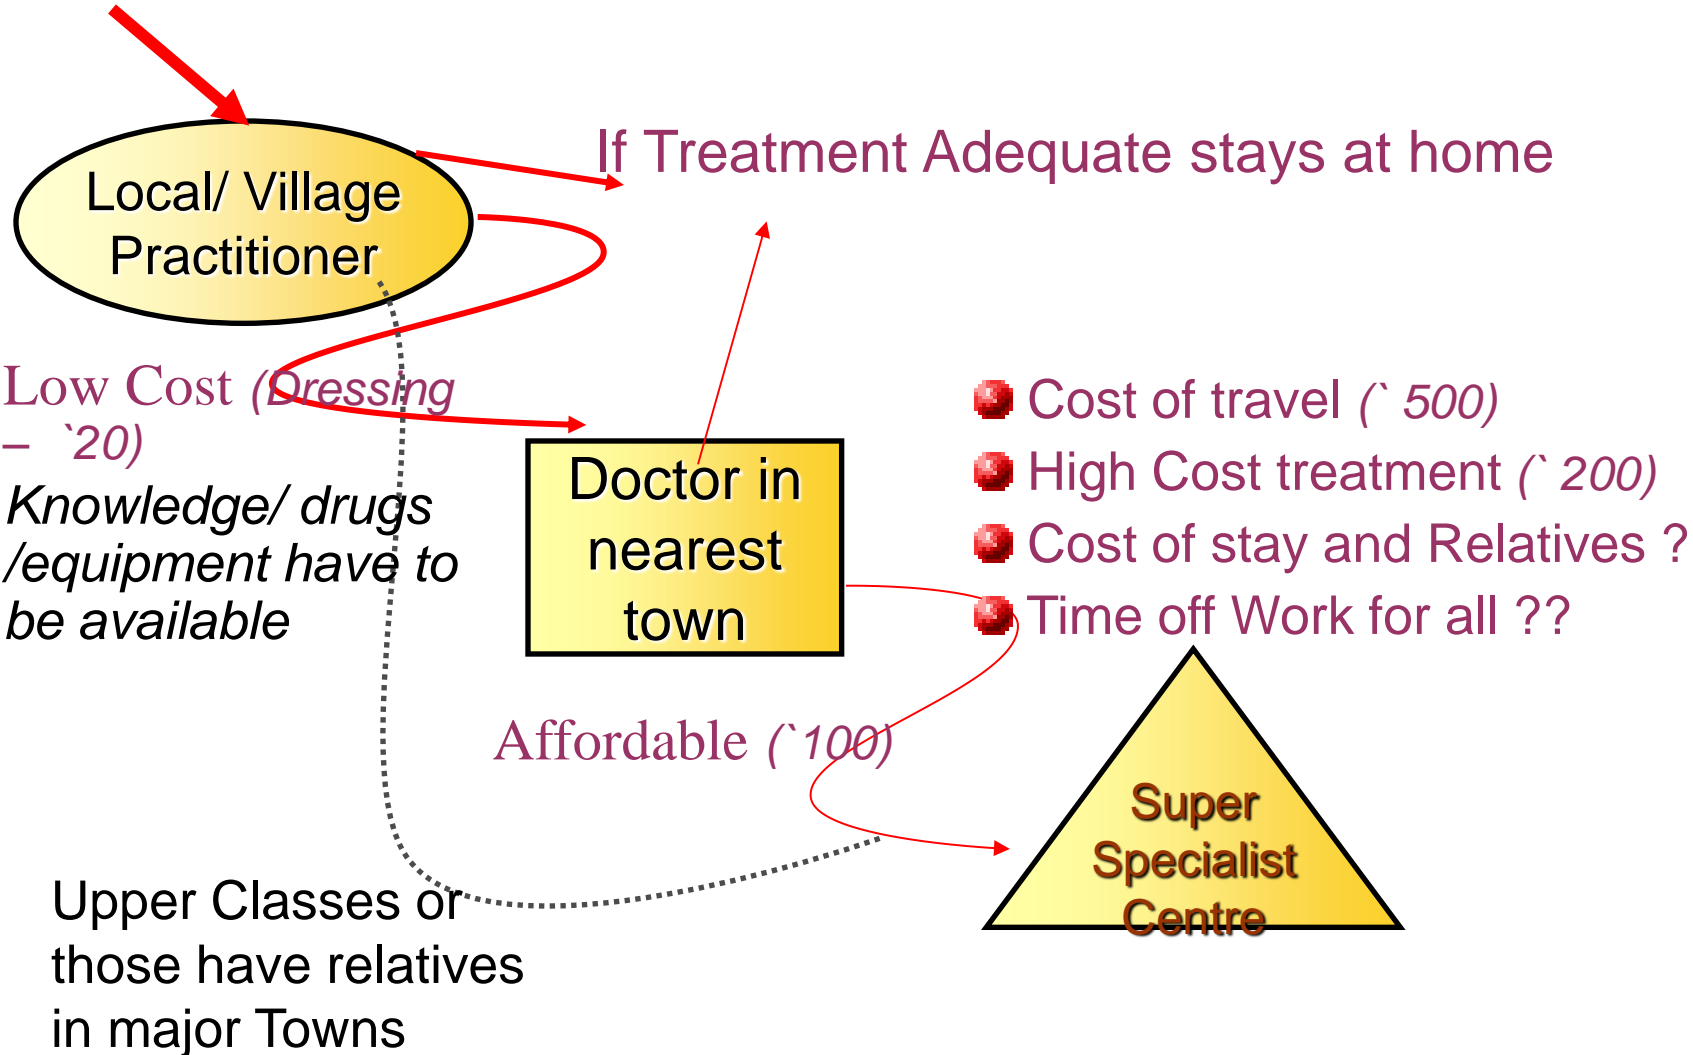 If Treatment Adequate stays at home
Local/ Village
Practitioner
Low Cost (Dressing
– `20)
Knowledge/ drugs
/equipment have to
be available
Doctor in
nearest
town
Cost of travel (` 500)
High Cost treatment (` 200)
Cost of stay and Relatives ?
Time off Work for all ??
Affordable (`100)
Super
Specialist
Centre
Upper Classes or
those have relatives
in major Towns